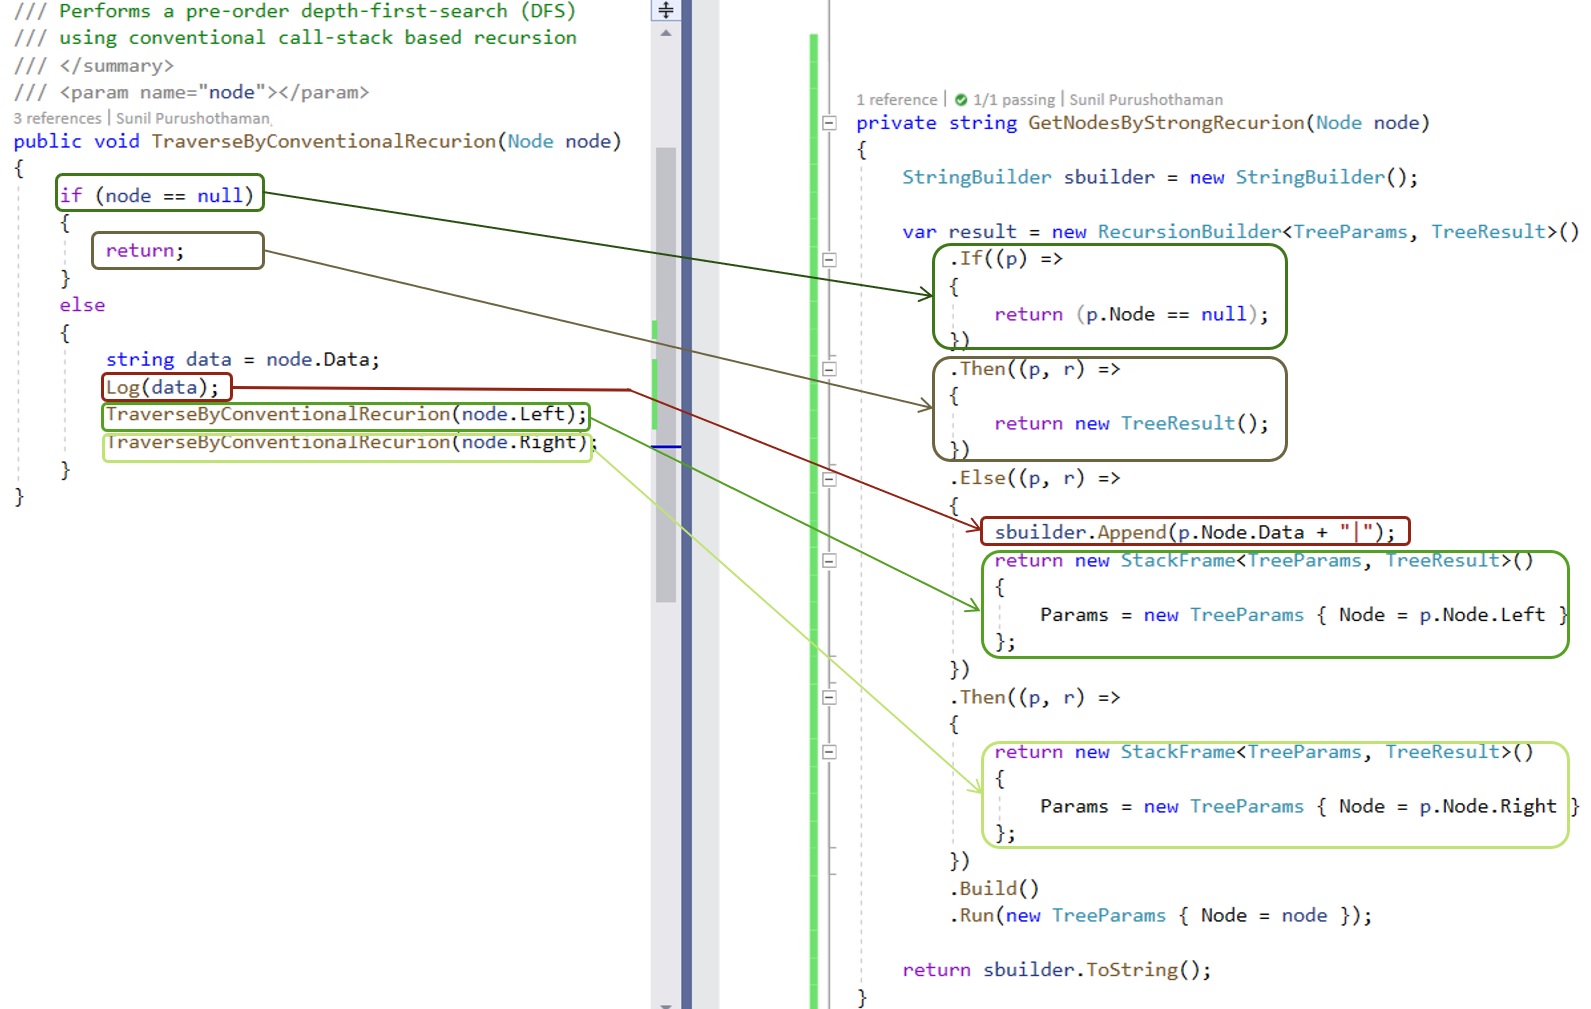 /// Performs a pre-order depth-first-search (DFS)
/// using conventional call-stack based recursion
/// </summary>
/// <param name="node"></param>
3 references | Sunil Purushothaman,
public void TraverseByConventionalRecurion(Node node)
{
if (node == null)
{
return;
}
else
{
string data = node.Data;
Log(data);
TraverseByConventionalRecurion(node.Left);
TraverseByConventionalRecurion(node.Right);
}
}
1 reference | 1/1 passing | Sunil Purushothaman
private string GetNodesByStrongRecurion(Node node)
{
StringBuilder sbuilder = new StringBuilder();
var result = new RecursionBuilder<TreeParams, TreeResult>()
.If((p) =>
{
return (p.Node == null);
})
.Then((p, r) =>
{
return new TreeResult();
})
.Else((p, r) =>
{
sbuilder.Append(p.Node.Data + "|");
return new StackFrame<TreeParams, TreeResult>()
{
Params = new TreeParams { Node = p.Node.Left }
};
})
.Then((p, r) =>
{
return new StackFrame<TreeParams, TreeResult>()
{
Params = new TreeParams { Node = p.Node.Right }
};
})
.Build()
.Run(new TreeParams { Node = node });
return sbuilder.ToString();
}